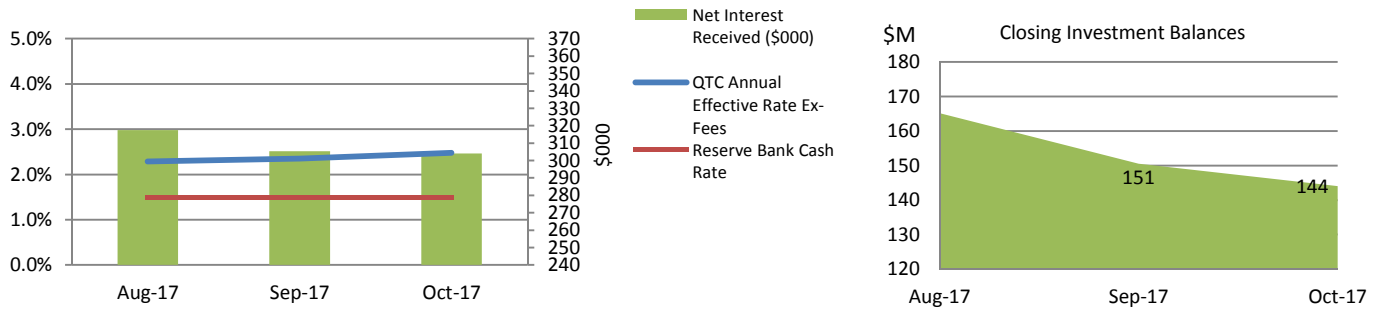 5.0%
4.0%
3.0%
2.0%
1.0%
0.0%
370
360
350
340
330
320
310
300
290
280
270
260
250
240
$000
Aug-17
Sep-17
Oct-17
Net Interest
Received ($000)
QTC Annual
Effective Rate Ex-
Fees
Reserve Bank Cash
Rate
$M
Closing Investment Balances
180
170
160
150
140
130
120
151
144
Aug-17
Sep-17
Oct-17